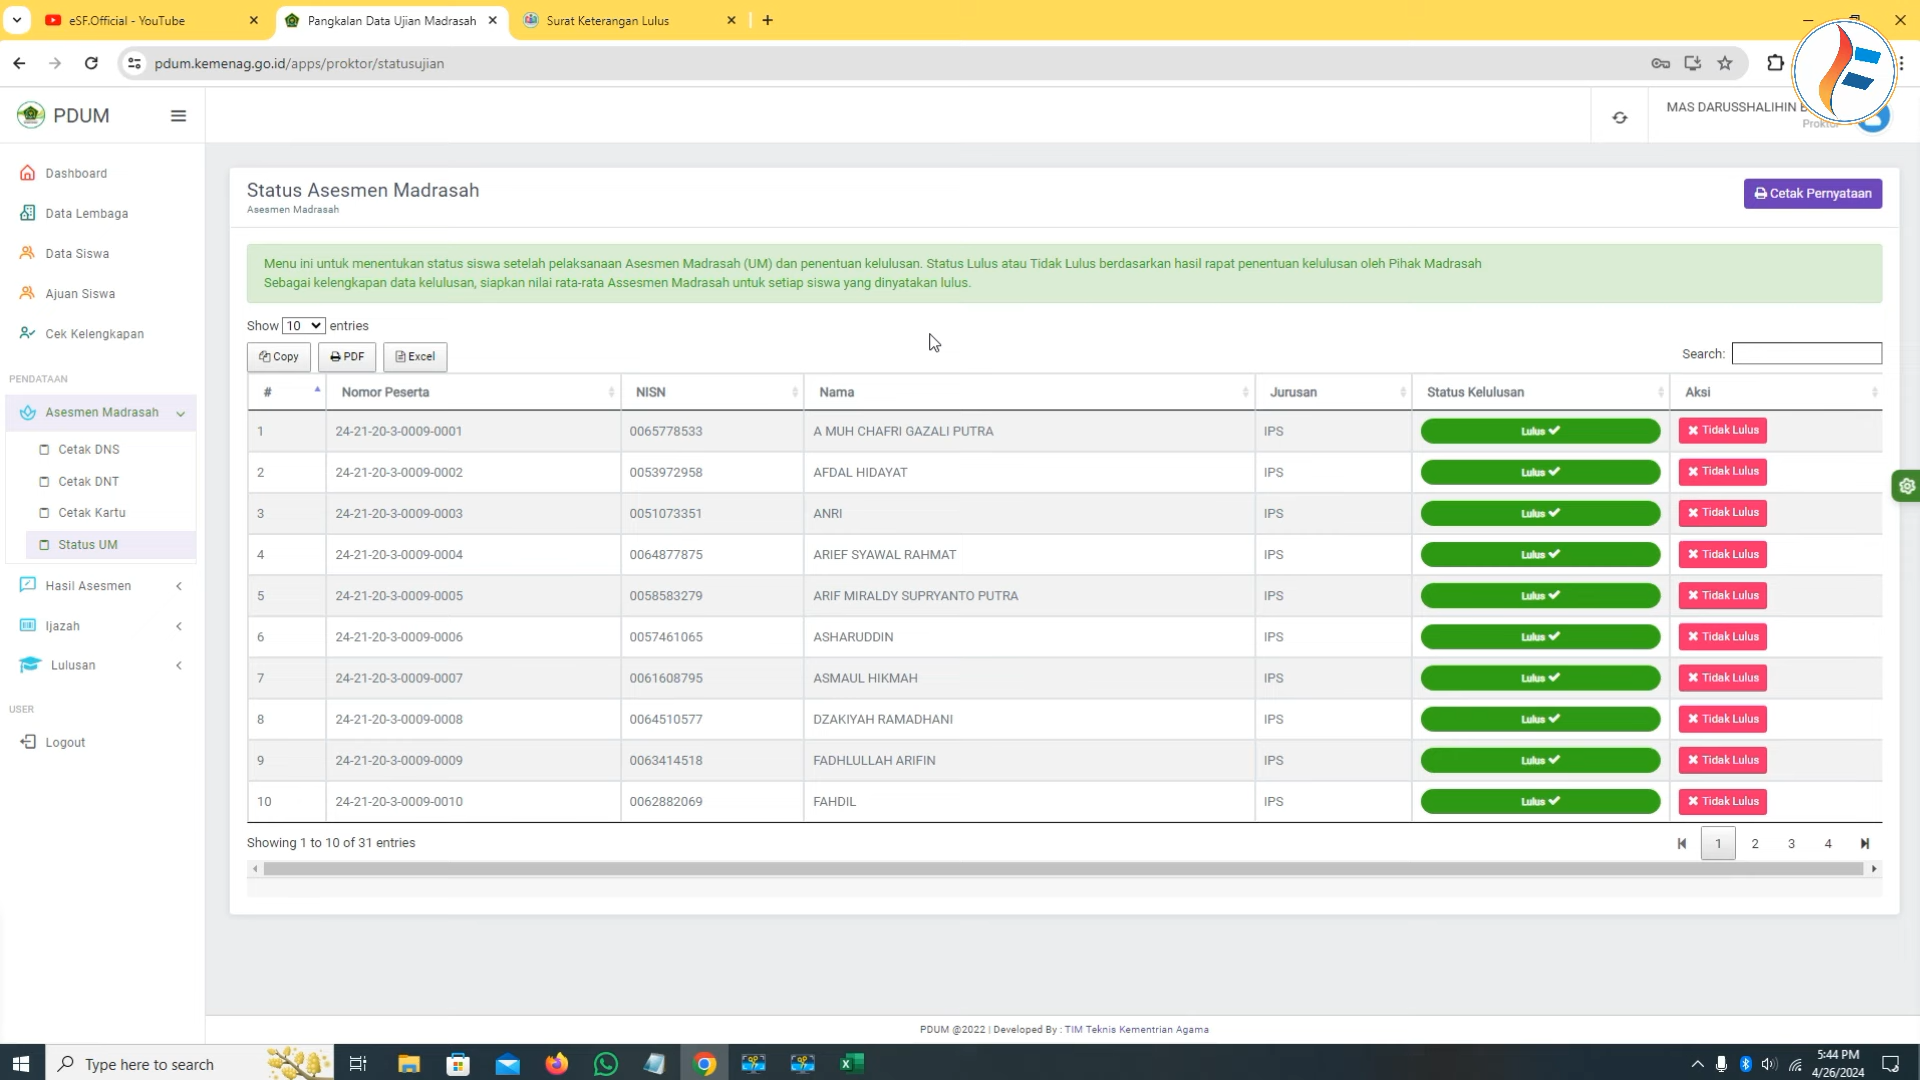 eSF.Official - YouTube
Pangkalan Data Ujian Madrasah
Surat Keterangan Lulus
pdum.kemenag.go.id/apps/proktor/statusujian
PDUM
MAS DARUSSHALIHIN
Proktor
Dashboard
Data Lembaga
Data Siswa
Ajuan Siswa
Cek Kelengkapan
PENDATAAN
Asesmen Madrasah
Cetak DNS
Cetak DNT
Cetak Kartu
Status UM
Hasil Asesmen
Ijazah
Lulusan
USER
Logout
Status Asesmen Madrasah
Asesmen Madrasah
Cetak Pernyataan
Menu ini untuk menentukan status siswa setelah pelaksanaan Asesmen Madrasah (UM) dan penentuan kelulusan. Status Lulus atau Tidak Lulus berdasarkan hasil rapat penentuan kelulusan oleh Pihak Madrasah
Sebagai kelengkapan data kelulusan, siapkan nilai rata-rata Assesmen Madrasah untuk setiap siswa yang dinyatakan lulus.
Show 10 entries
Copy PDF Excel
Search:
# Nomor Peserta NISN Nama Jurusan Status Kelulusan Aksi
1 24-21-20-3-0009-0001 0065778533 A MUH CHAFRI GAZALI PUTRA IPS Lulus Tidak Lulus
2 24-21-20-3-0009-0002 0053972958 AFDAL HIDAYAT IPS Lulus Tidak Lulus
3 24-21-20-3-0009-0003 0051073351 ANRI IPS Lulus Tidak Lulus
4 24-21-20-3-0009-0004 0064877875 ARIEF SYAWAL RAHMAT IPS Lulus Tidak Lulus
5 24-21-20-3-0009-0005 0058583279 ARIF MIRALDY SUPRYANTO PUTRA IPS Lulus Tidak Lulus
6 24-21-20-3-0009-0006 0057461065 ASHARUDDIN IPS Lulus Tidak Lulus
7 24-21-20-3-0009-0007 0061608795 ASMAUL HIKMAH IPS Lulus Tidak Lulus
8 24-21-20-3-0009-0008 0064510577 DZAKIYAH RAMADHANI IPS Lulus Tidak Lulus
9 24-21-20-3-0009-0009 0063414518 FADHLULLAH ARIFIN IPS Lulus Tidak Lulus
10 24-21-20-3-0009-0010 0062882069 FAHDIL IPS Lulus Tidak Lulus
Showing 1 to 10 of 31 entries
1 2 3 4
PDUM @2022 | Developed By : TIM Teknis Kementrian Agama
Type here to search
5:44 PM
4/26/2024